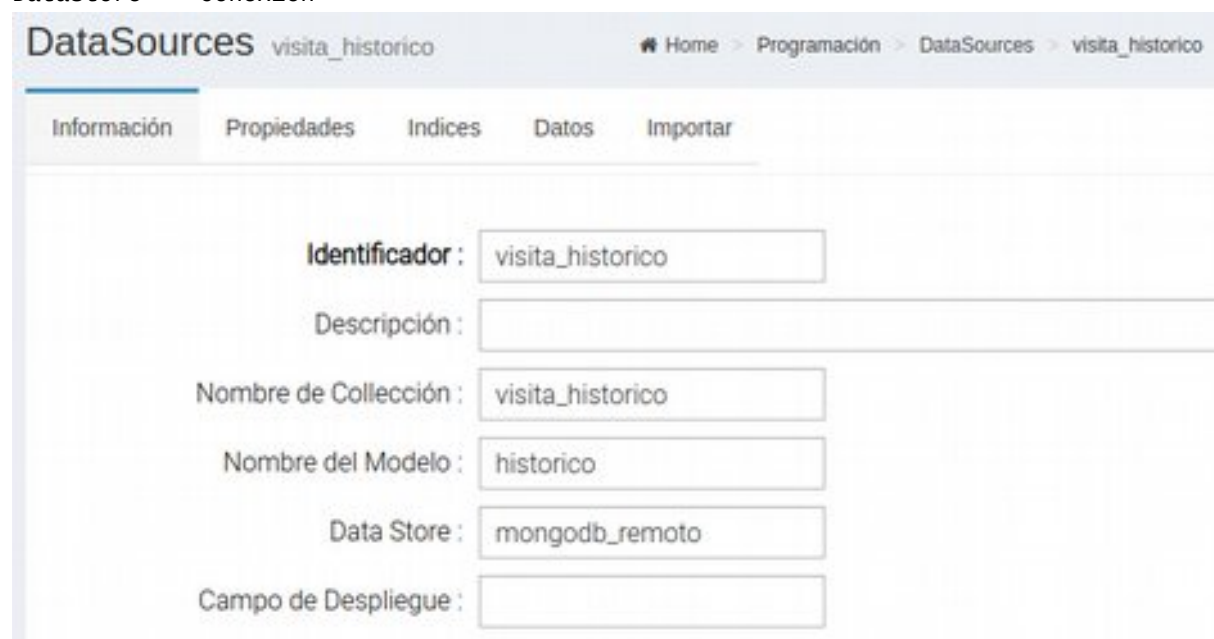 DataSources visita_historico Home > Programación > DataSources > visita_historico
Información Propiedades Indices Datos Importar
Identificador : visita_historico
Descripción :
Nombre de Collección : visita_historico
Nombre del Modelo : historico
Data Store : mongodb_remoto
Campo de Despliegue :